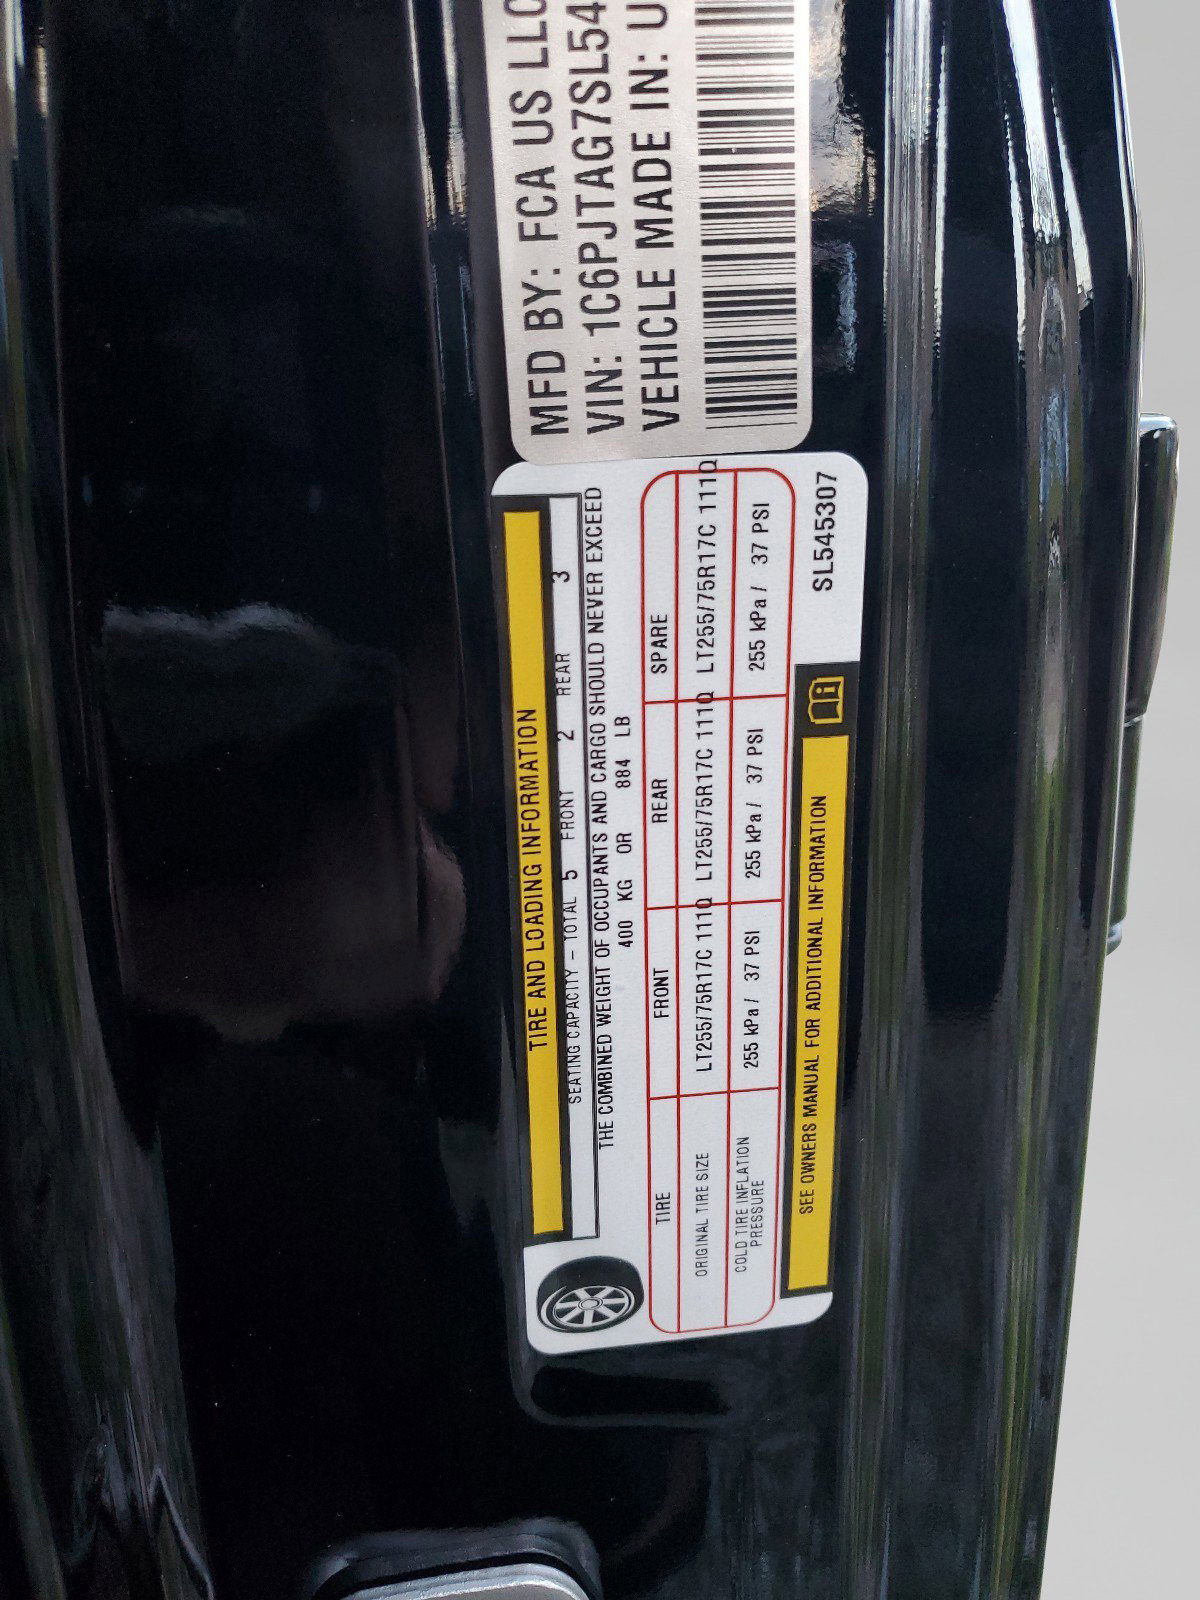 MFD BY: FCA US LLC
VIN: 1C6PJTAG7SL54
VEHICLE MADE IN: U
TIRE AND LOADING INFORMATION
SEATING CAPACITY – TOTAL 5 FRONT 2 REAR 3
THE COMBINED WEIGHT OF OCCUPANTS AND CARGO SHOULD NEVER EXCEED
400 KG OR 884 LB
TIRE FRONT REAR SPARE
ORIGINAL TIRE SIZE LT255/75R17C 111Q LT255/75R17C 111Q LT255/75R17C 111Q
COLD TIRE INFLATION PRESSURE 255 kPa / 37 PSI 255 kPa / 37 PSI 255 kPa / 37 PSI
SEE OWNERS MANUAL FOR ADDITIONAL INFORMATION
SL545307